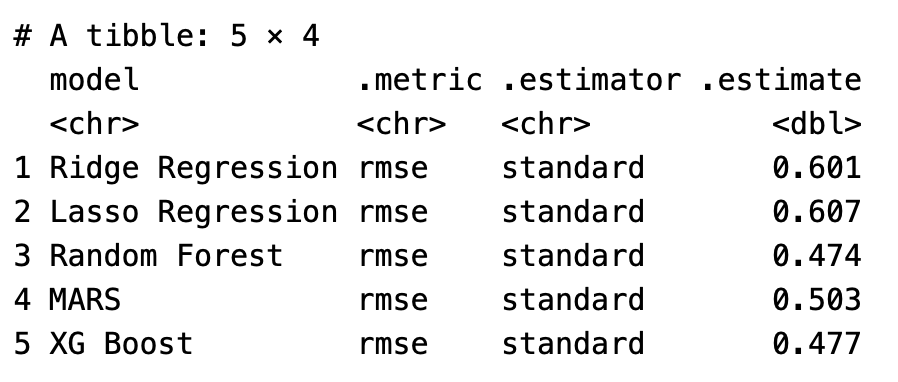 # A tibble: 5 × 4
  model            .metric .estimator .estimate
  <chr>            <chr>   <chr>          <dbl>
1 Ridge Regression rmse    standard       0.601
2 Lasso Regression rmse    standard       0.607
3 Random Forest    rmse    standard       0.474
4 MARS             rmse    standard       0.503
5 XG Boost         rmse    standard       0.477